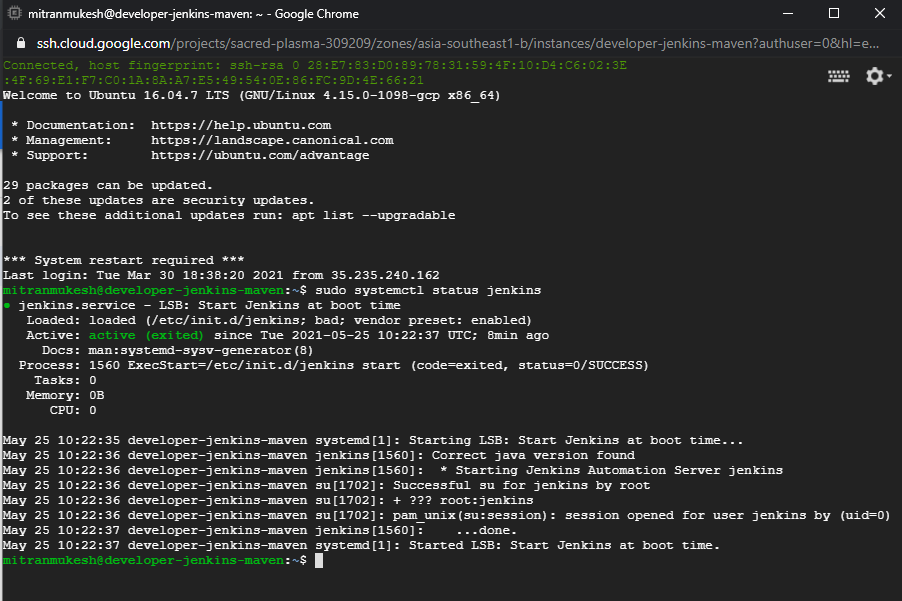 mitranmukesh@developer-jenkins-maven: ~ - Google Chrome
ssh.cloud.google.com/projects/sacred-plasma-309209/zones/asia-southeast1-b/instances/developer-jenkins-maven?authuser=0&hl=e...
Connected, host fingerprint: ssh-rsa 0 28:E7:83:D0:89:78:31:59:4F:10:D4:C6:02:3E
:4F:69:E1:F7:C0:1A:8A:A7:E5:49:54:0E:86:FC:9D:4E:66:21
Welcome to Ubuntu 16.04.7 LTS (GNU/Linux 4.15.0-1098-gcp x86_64)
* Documentation:  https://help.ubuntu.com
* Management:     https://landscape.canonical.com
* Support:        https://ubuntu.com/advantage
29 packages can be updated.
2 of these updates are security updates.
To see these additional updates run: apt list --upgradable
*** System restart required ***
Last login: Tue Mar 30 18:38:20 2021 from 35.235.240.162
mitranmukesh@developer-jenkins-maven:~$ sudo systemctl status jenkins
● jenkins.service - LSB: Start Jenkins at boot time
Loaded: loaded (/etc/init.d/jenkins; bad; vendor preset: enabled)
Active: active (exited) since Tue 2021-05-25 10:22:37 UTC; 8min ago
Docs: man:systemd-sysv-generator(8)
Process: 1560 ExecStart=/etc/init.d/jenkins start (code=exited, status=0/SUCCESS)
Tasks: 0
Memory: 0B
CPU: 0
May 25 10:22:35 developer-jenkins-maven systemd[1]: Starting LSB: Start Jenkins at boot time...
May 25 10:22:36 developer-jenkins-maven jenkins[1560]: Correct java version found
May 25 10:22:36 developer-jenkins-maven jenkins[1560]:  * Starting Jenkins Automation Server jenkins
May 25 10:22:36 developer-jenkins-maven su[1702]: Successful su for jenkins by root
May 25 10:22:36 developer-jenkins-maven su[1702]: + ??? root:jenkins
May 25 10:22:36 developer-jenkins-maven su[1702]: pam_unix(su:session): session opened for user jenkins by (uid=0)
May 25 10:22:37 developer-jenkins-maven jenkins[1560]:    ...done.
May 25 10:22:37 developer-jenkins-maven systemd[1]: Started LSB: Start Jenkins at boot time.
mitranmukesh@developer-jenkins-maven:~$